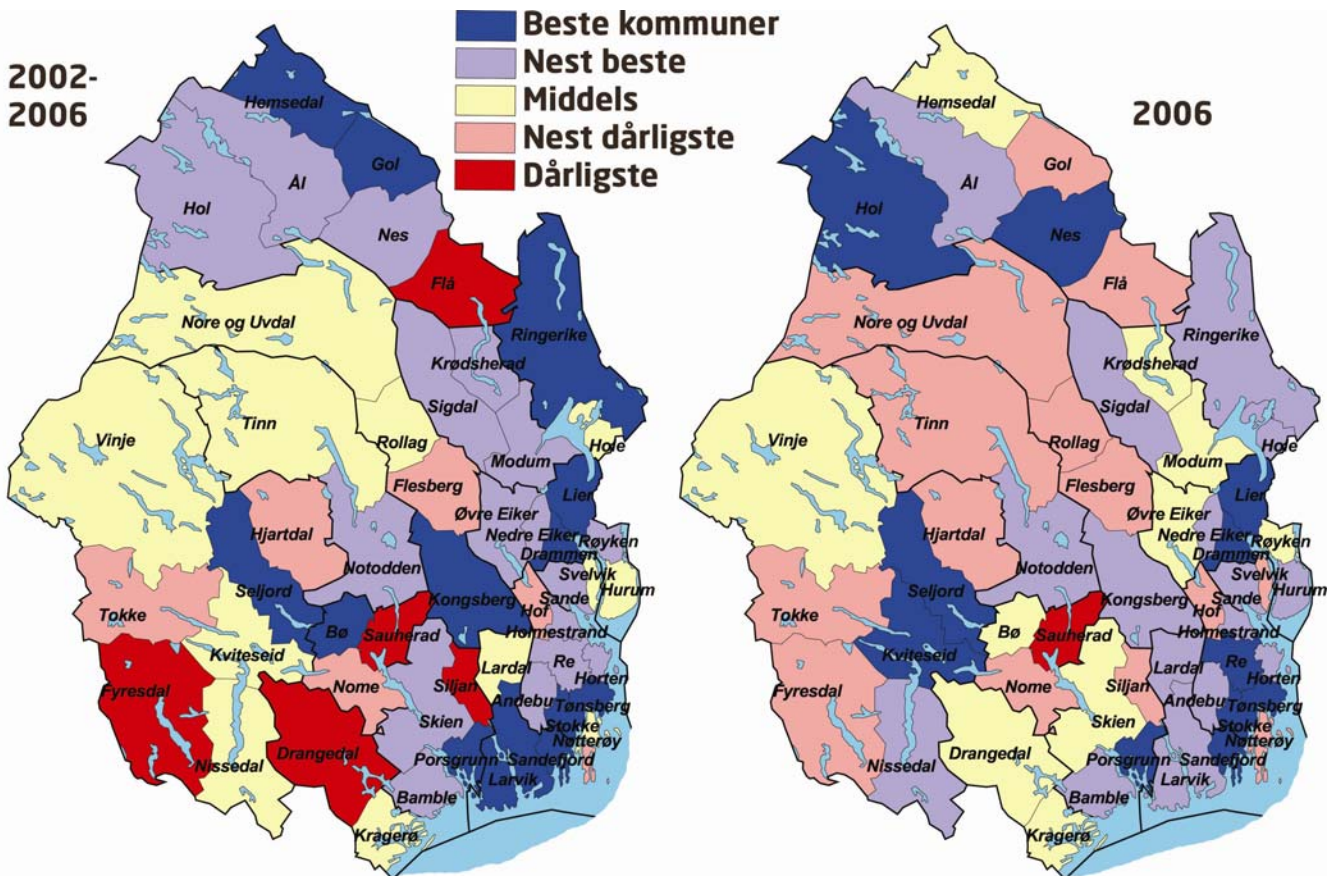 2002-
2006
Beste kommuner
Nest beste
Middels
Nest dårligste
Dårligste
2006
Hemsedal
Gol
Ål
Hol
Nes
Flå
Nore og Uvdal
Ringerike
Krødsherad
Sigdal
Tinn
Vinje
Rollag
Hole
Modum
Flesberg
Lier
Øvre Eiker
Hjartdal
Nedre Eiker
Røyken
Drammen
Notodden
Svelvik
Seljord
Hurum
Kongsberg
Sande
Tokke
Hof
Bø
Sauherad
Holmestrand
Kviteseid
Lardal
Re
Siljan
Horten
Fyresdal
Nome
Andebu
Tønsberg
Skien
Stokke
Drangedal
Nøtterøy
Nissedal
Porsgrunn
Sandefjord
Larvik
Bamble
Kragerø
Hemsedal
Gol
Ål
Hol
Nes
Flå
Nore og Uvdal
Ringerike
Krødsherad
Sigdal
Tinn
Vinje
Rollag
Hole
Modum
Flesberg
Lier
Øvre Eiker
Hjartdal
Nedre Eiker
Røyken
Drammen
Notodden
Svelvik
Seljord
Hurum
Kongsberg
Sande
Tokke
Hof
Bø
Sauherad
Holmestrand
Kviteseid
Lardal
Re
Siljan
Horten
Fyresdal
Nome
Andebu
Tønsberg
Skien
Stokke
Drangedal
Nøtterøy
Nissedal
Porsgrunn
Sandefjord
Larvik
Bamble
Kragerø